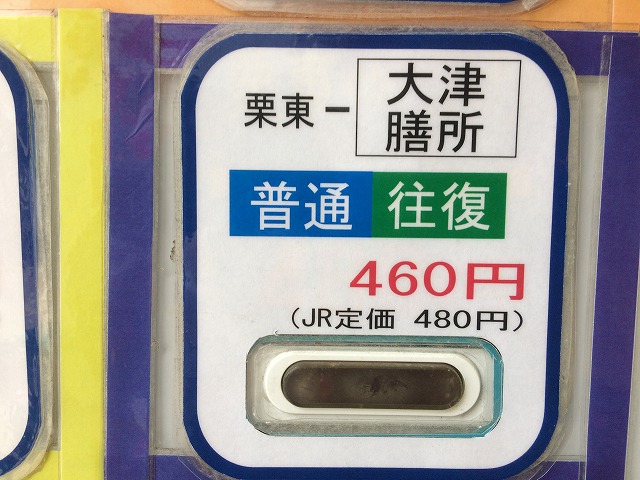 栗東ー
大津
膳所
普通 往復
460円
(JR定価 480円)